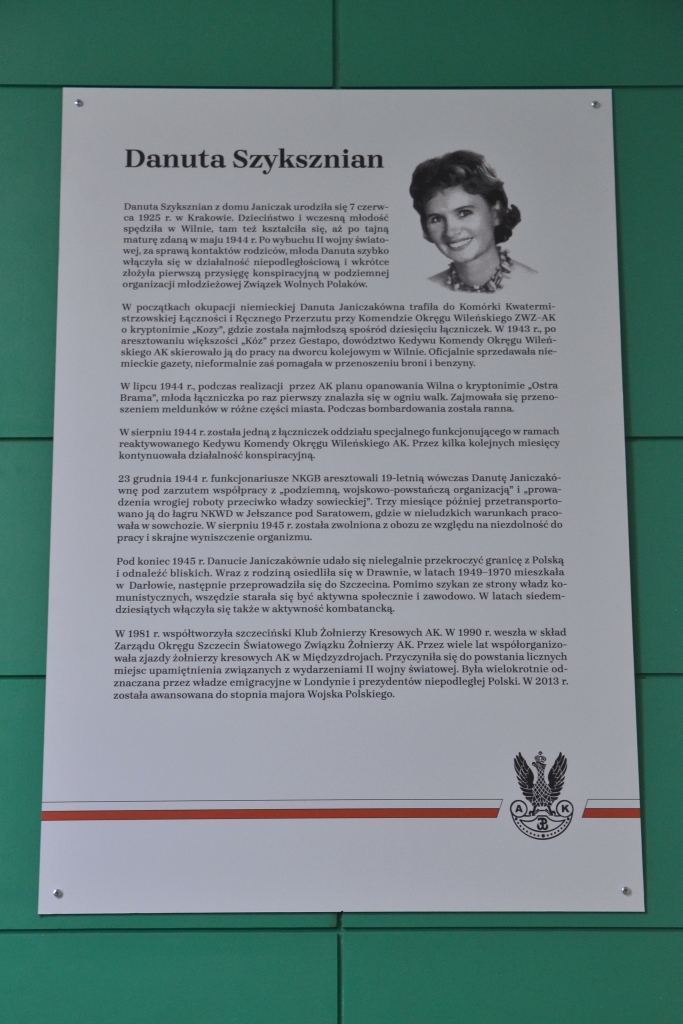 Danuta Szyksznian
Danuta Szyksznian z domu Janiczak urodziła się 7 czerw-
ca 1925 r. w Krakowie. Dzieciństwo i wczesną młodość
spędziła w Wilnie, tam też kształciła się, aż po tajną
maturę zdaną w maju 1944 r. Po wybuchu II wojny świato-
wej, za sprawą kontaktów rodziców, młoda Danuta szybko
włączyła się w działalność niepodległościową i wkrótce
złożyła pierwszą przysięgę konspiracyjną w podziemnej
organizacji młodzieżowej Związek Wolnych Polaków.
W początkach okupacji niemieckiej Danuta Janiczakówna trafiła do Komórki Kwatermi-
strzowskiej Łączności i Ręcznego Przerzutu przy Komendzie Okręgu Wileńskiego ZWZ-AK
o kryptonimie „Kozy”, gdzie została najmłodszą spośród dziesięciu łączniczek. W 1943 r., po
aresztowaniu większości „Kóz” przez Gestapo, dowództwo Kedywu Komendy Okręgu Wileń-
skiego AK skierowało ją do pracy na dworcu kolejowym w Wilnie. Oficjalnie sprzedawała nie-
mieckie gazety, nieformalnie zaś pomagała w przenoszeniu broni i benzyny.
W lipcu 1944 r., podczas realizacji przez AK planu opanowania Wilna o kryptonimie „Ostra
Brama”, młoda łączniczka po raz pierwszy znalazła się w ogniu walk. Zajmowała się przeno-
szeniem meldunków w różne części miasta. Podczas bombardowania została ranna.
W sierpniu 1944 r. została jedną z łączniczek oddziału specjalnego funkcjonującego w ramach
reaktywowanego Kedywu Komendy Okręgu Wileńskiego AK. Przez kilka kolejnych miesięcy
kontynuowała działalność konspiracyjną.
23 grudnia 1944 r. funkcjonariusze NKGB aresztowali 19-letnią wówczas Danutę Janiczakó-
wnę pod zarzutem współpracy z „podziemną, wojskowo-powstańczą organizacją” i „prowa-
dzenia wrogiej roboty przeciwko władzy sowieckiej”. Trzy miesiące później przetransporto-
wano ją do łagru NKWD w Jełszance pod Saratowem, gdzie w nieludzkich warunkach praco-
wała w sowchozie. W sierpniu 1945 r. została zwolniona z obozu ze względu na niezdolność do
pracy i skrajne wyniszczenie organizmu.
Pod koniec 1945 r. Danucie Janiczakównie udało się nielegalnie przekroczyć granicę z Polską
i odnaleźć bliskich. Wraz z rodziną osiedliła się w Drawnie, w latach 1949–1970 mieszkała
w Darłowie, następnie przeprowadziła się do Szczecina. Pomimo szykan ze strony władz ko-
munistycznych, wszędzie starała się być aktywna społecznie i zawodowo. W latach siedem-
dziesiątych włączyła się także w aktywność kombatancką.
W 1981 r. współtworzyła szczeciński Klub Żołnierzy Kresowych AK. W 1990 r. weszła w skład
Zarządu Okręgu Szczecin Światowego Związku Żołnierzy AK. Przez wiele lat współorganizo-
wała zjazdy żołnierzy kresowych AK w Międzyzdrojach. Przyczyniła się do powstania licznych
miejsc upamiętnienia związanych z wydarzeniami II wojny światowej. Była wielokrotnie od-
znaczana przez władze emigracyjne w Londynie i prezydentów niepodległej Polski. W 2013 r.
została awansowana do stopnia majora Wojska Polskiego.
A K